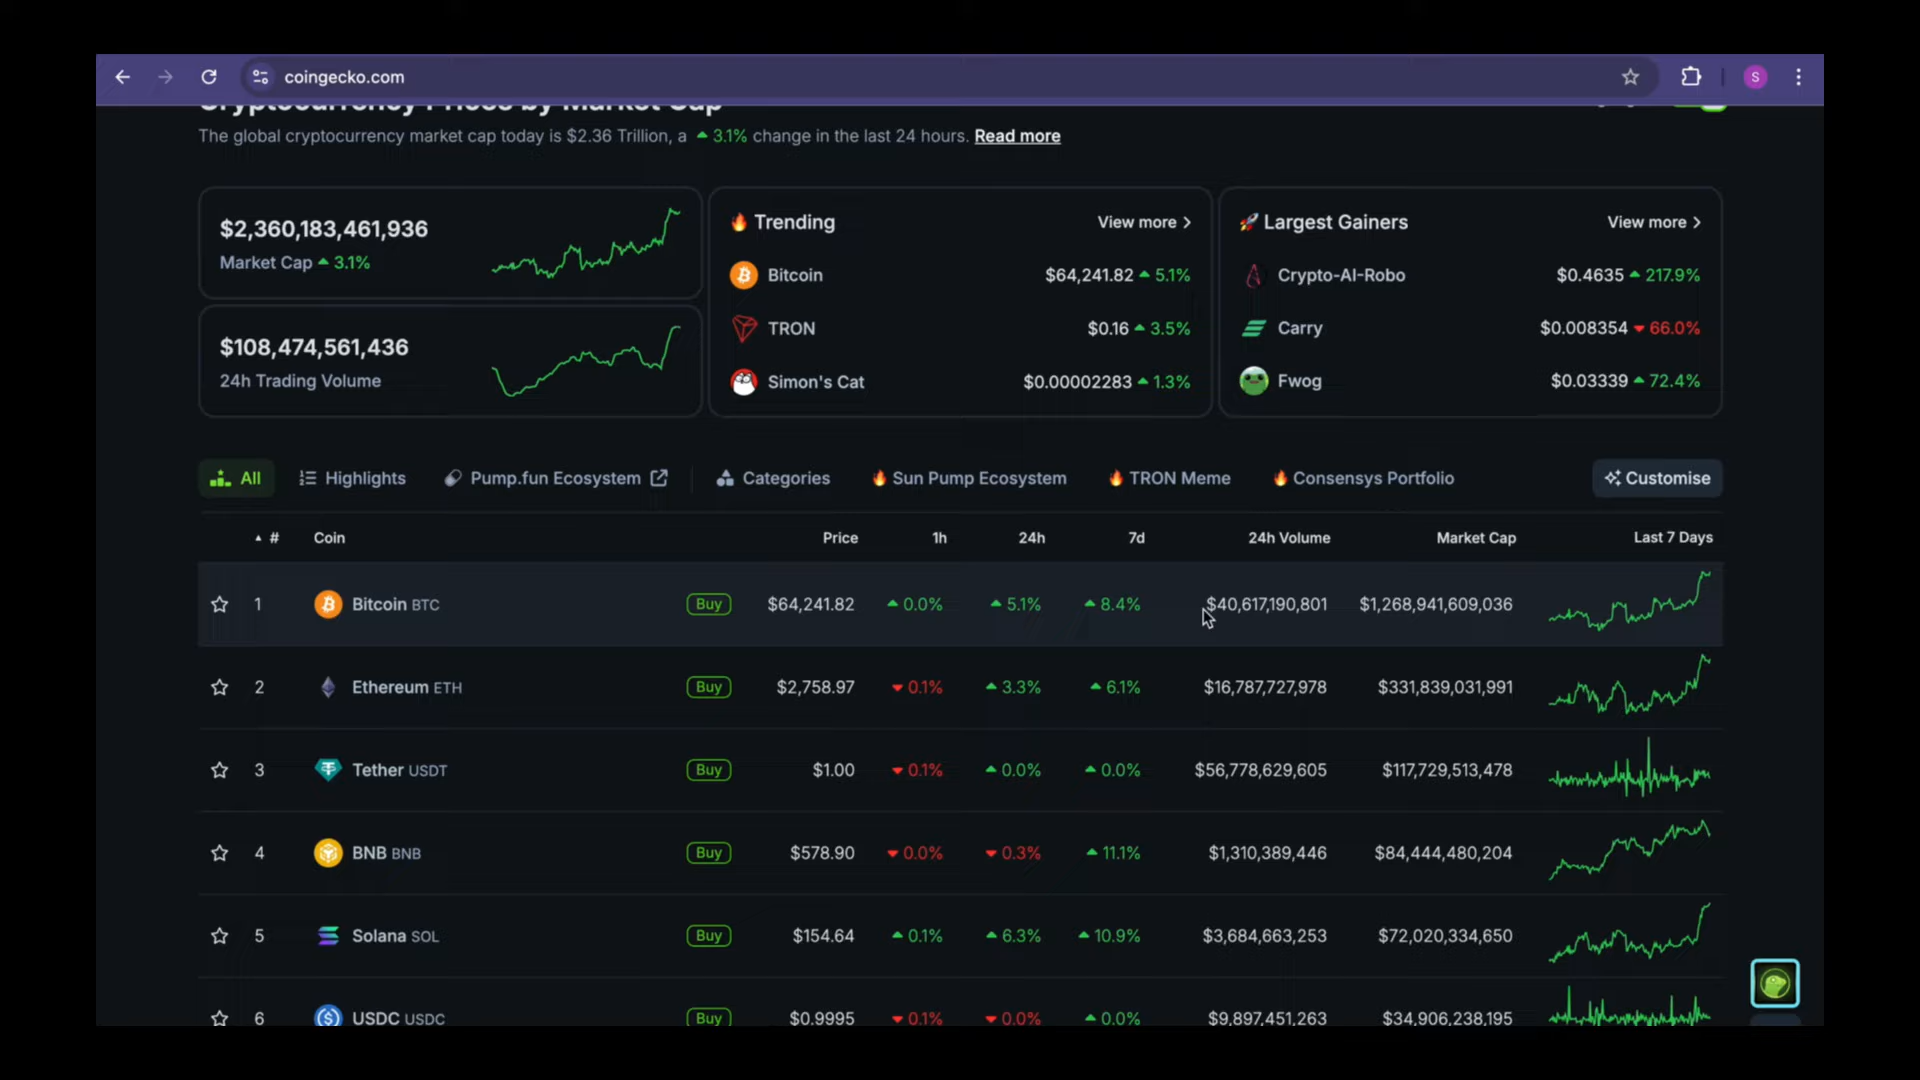 coingecko.com
S
Cryptocurrency Prices by Market Cap
The global cryptocurrency market cap today is $2.36 Trillion, a 3.1% change in the last 24 hours. Read more
$2,360,183,461,936
Market Cap 3.1%
$108,474,561,436
24h Trading Volume
Trending View more
Bitcoin $64,241.82 5.1%
TRON $0.16 3.5%
Simon's Cat $0.00002283 1.3%
Largest Gainers View more
Crypto-AI-Robo $0.4635 217.9%
Carry $0.008354 66.0%
Fwog $0.03339 72.4%
All Highlights Pump.fun Ecosystem Categories Sun Pump Ecosystem TRON Meme Consensys Portfolio Customise
# Coin Price 1h 24h 7d 24h Volume Market Cap Last 7 Days
1 Bitcoin BTC Buy $64,241.82 0.0% 5.1% 8.4% $40,617,190,801 $1,268,941,609,036
2 Ethereum ETH Buy $2,758.97 0.1% 3.3% 6.1% $16,787,727,978 $331,839,031,991
3 Tether USDT Buy $1.00 0.1% 0.0% 0.0% $56,778,629,605 $117,729,513,478
4 BNB BNB Buy $578.90 0.0% 0.3% 11.1% $1,310,389,446 $84,444,480,204
5 Solana SOL Buy $154.64 0.1% 6.3% 10.9% $3,684,663,253 $72,020,334,650
6 USDC USDC Buy $0.9995 0.1% 0.0% 0.0% $9,897,451,263 $34,906,238,195